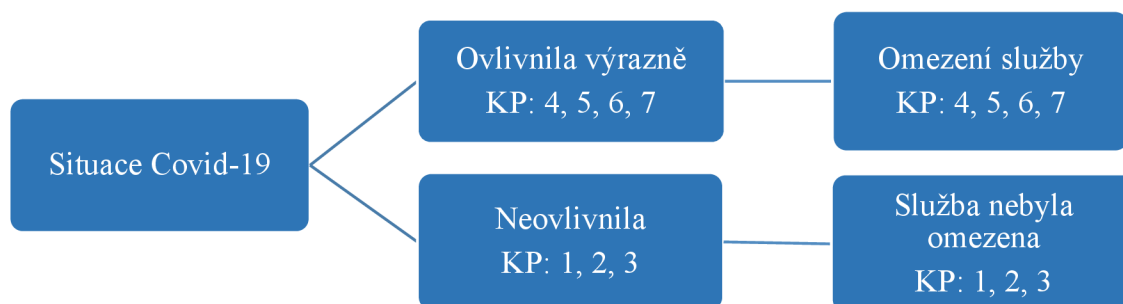 Situace Covid-19
Ovlivnila výrazně
KP: 4, 5, 6, 7
Omezení služby
KP: 4, 5, 6, 7
Neovlivnila
KP: 1, 2, 3
Služba nebyla
omezena
KP: 1, 2, 3